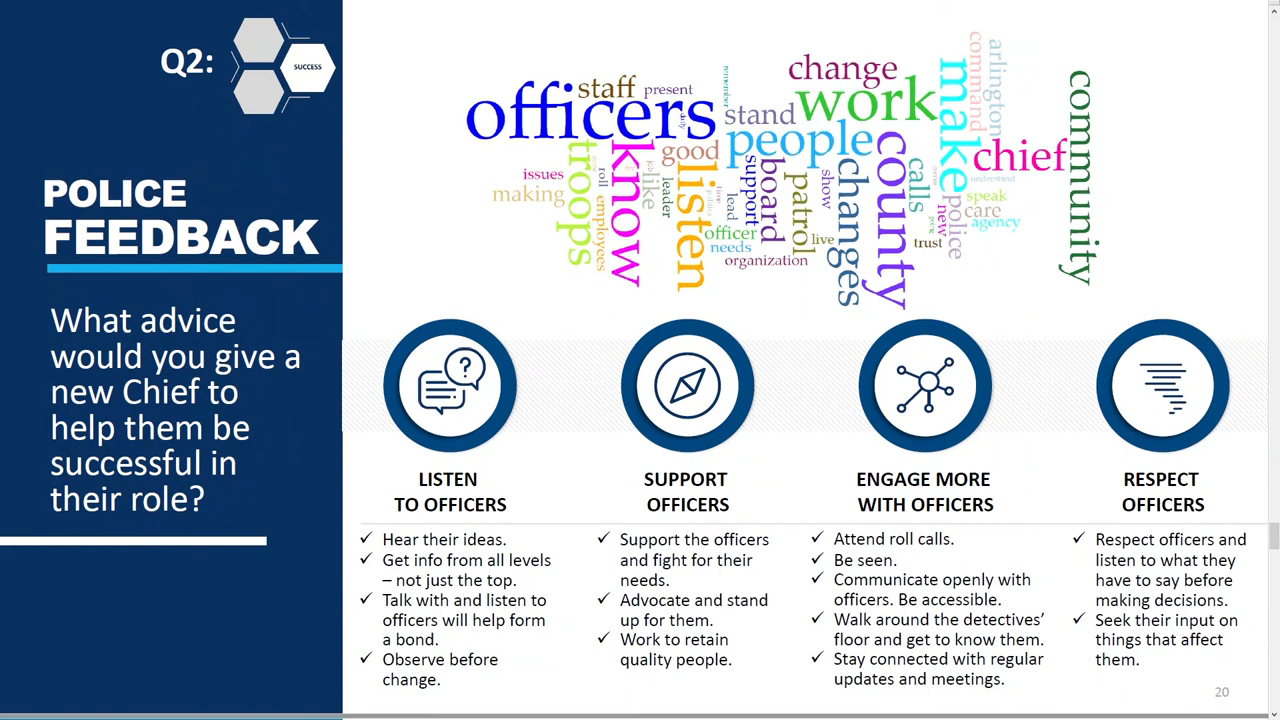 Q2:
SUCCESS
POLICE
FEEDBACK
What advice
would you give a
new Chief to
help them be
successful in
their role?
officers
staff
present
remember
stand
change
work
people
make
command
arlington
chief
community
troops
issues
making
roll
employees
know
job
like
leader
good
listen
time
lead
support
board
officer
needs
organization
patrol
show
live
changes
county
calls
new
trust
police
understand
speak
care
agency
LISTEN
TO OFFICERS
✓ Hear their ideas.
✓ Get info from all levels
– not just the top.
✓ Talk with and listen to
officers will help form
a bond.
✓ Observe before
change.
SUPPORT
OFFICERS
✓ Support the officers
and fight for their
needs.
✓ Advocate and stand
up for them.
✓ Work to retain
quality people.
ENGAGE MORE
WITH OFFICERS
✓ Attend roll calls.
✓ Be seen.
✓ Communicate openly with
officers. Be accessible.
✓ Walk around the detectives’
floor and get to know them.
✓ Stay connected with regular
updates and meetings.
RESPECT
OFFICERS
✓ Respect officers and
listen to what they
have to say before
making decisions.
✓ Seek their input on
things that affect
them.
20